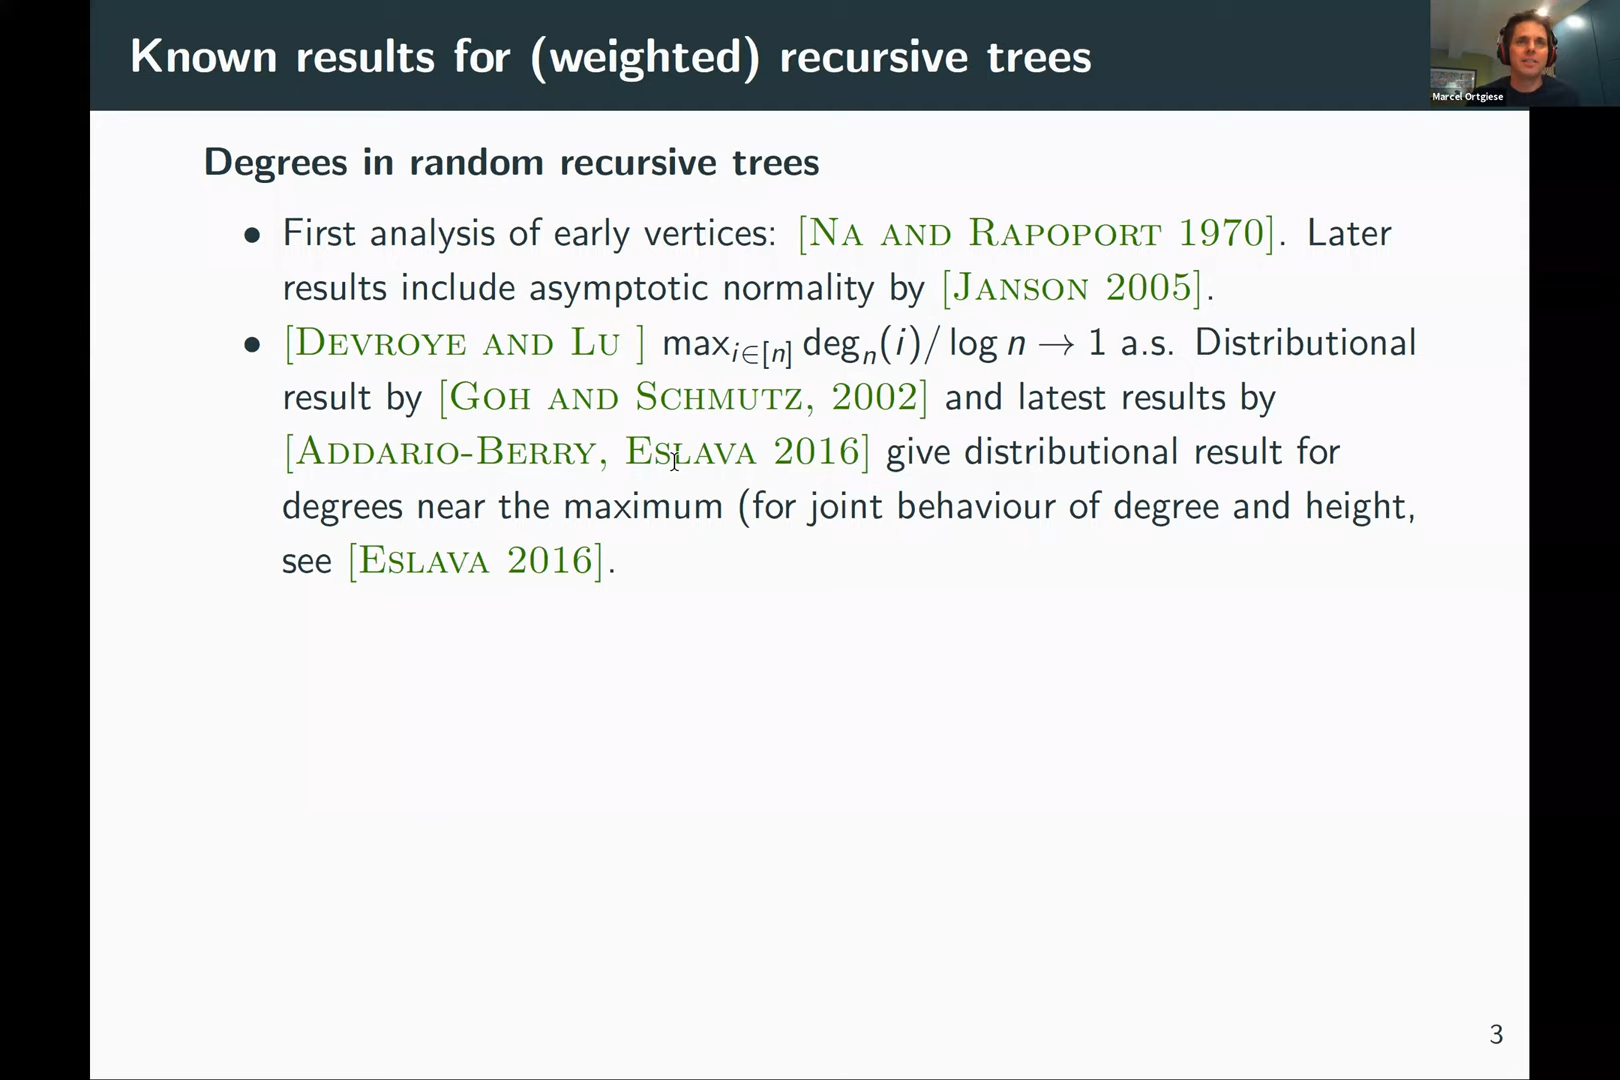 Known results for (weighted) recursive trees
Marcel Ortgiese
Degrees in random recursive trees
• First analysis of early vertices: [Na and Rapoport 1970]. Later
results include asymptotic normality by [Janson 2005].
• [Devroye and Lu ] max_{i∈[n]} deg_n(i)/ log n → 1 a.s. Distributional
result by [Goh and Schmutz, 2002] and latest results by
[Addario-Berry, Eslava 2016] give distributional result for
degrees near the maximum (for joint behaviour of degree and height,
see [Eslava 2016].
3